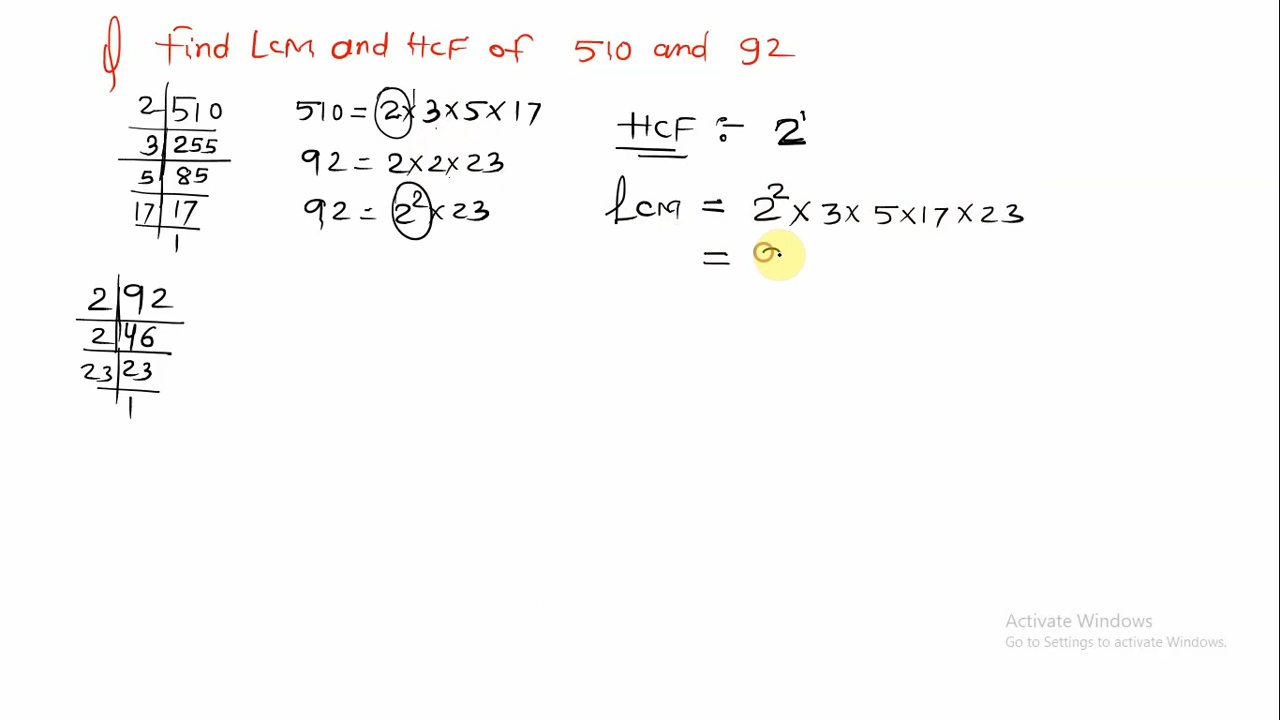 Q Find LCM and HCF of 510 and 92
2 510
3 255
5 85
17 17
1
510 = 2¹ × 3 × 5 × 17
92 = 2 × 2 × 23
92 = 2² × 23
HCF :- 2¹
LCM = 2² × 3 × 5 × 17 × 23
=
2 92
2 46
23 23
1
Activate Windows
Go to Settings to activate Windows.